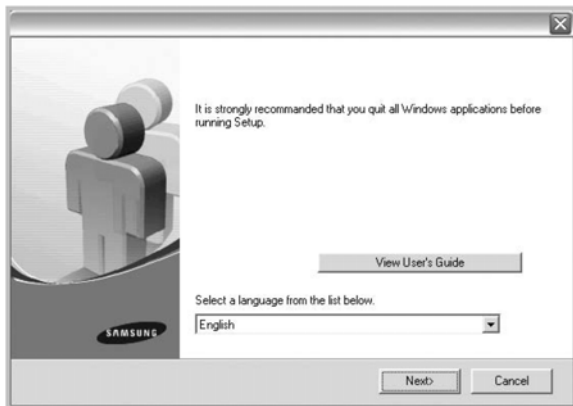 It is strongly recommanded that you quit all Windows applications before
running Setup.
View User's Guide
Select a language from the list below.
English
SAMSUNG
Next>
Cancel